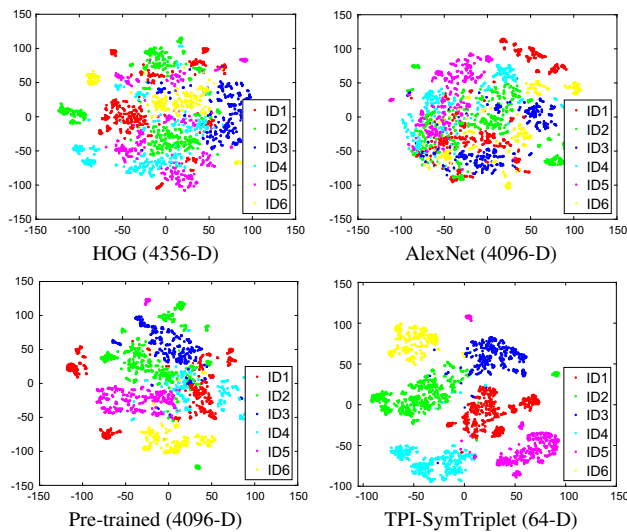 150
100
50
0
-50
-100
-150
-150 -100 -50 0 50 100 150
ID1
ID2
ID3
ID4
ID5
ID6
HOG (4356-D)
150
100
50
0
-50
-100
-150
-150 -100 -50 0 50 100 150
ID1
ID2
ID3
ID4
ID5
ID6
AlexNet (4096-D)
150
100
50
0
-50
-100
-150
-150 -100 -50 0 50 100 150
ID1
ID2
ID3
ID4
ID5
ID6
Pre-trained (4096-D)
150
100
50
0
-50
-100
-150
-100 -50 0 50 100 150
ID1
ID2
ID3
ID4
ID5
ID6
TPI-SymTriplet (64-D)